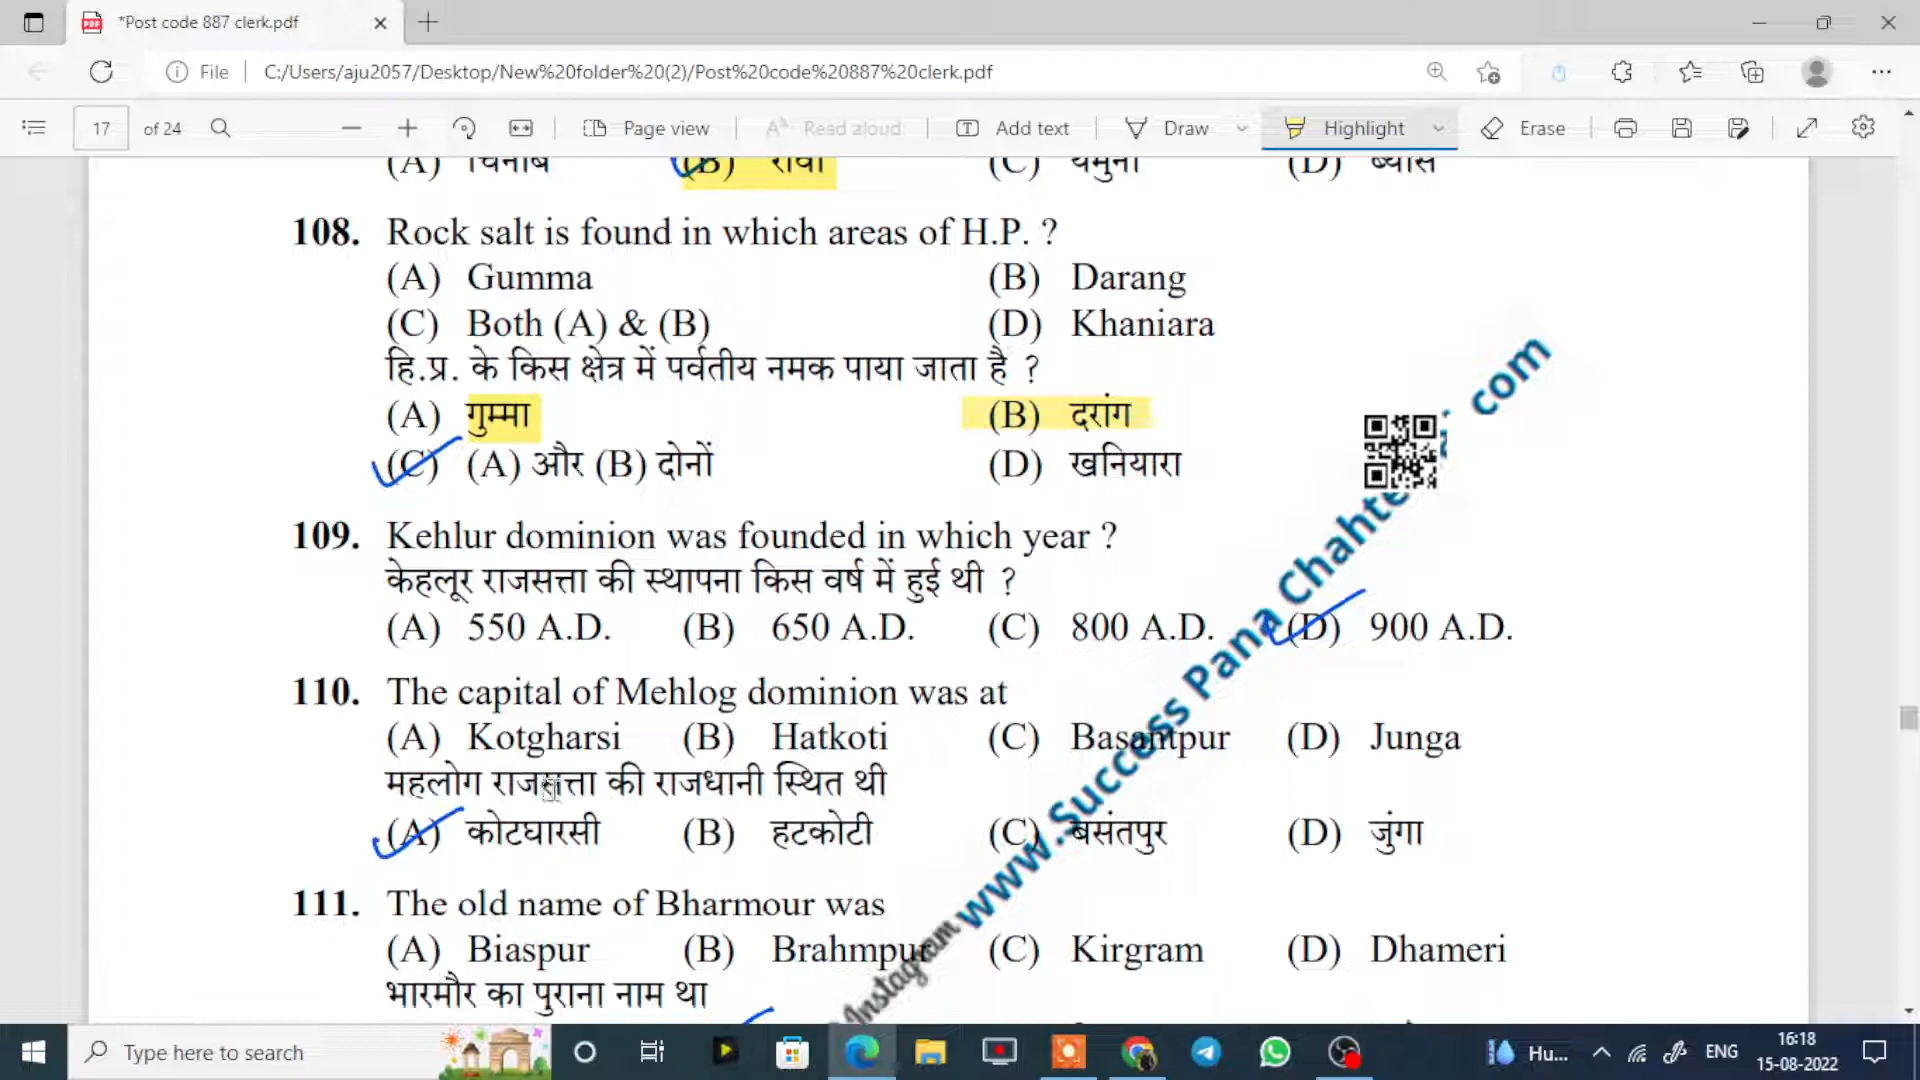 *Post code 887 clerk.pdf
File C:/Users/aju2057/Desktop/New%20folder%20(2)/Post%20code%20887%20clerk.pdf
17 of 24 Page view Read aloud Add text Draw Highlight Erase
(A) चिनाब (B) रावी (C) यमुना (D) ब्यास
108. Rock salt is found in which areas of H.P. ?
(A) Gumma (B) Darang
(C) Both (A) & (B) (D) Khaniara
हि.प्र. के किस क्षेत्र में पर्वतीय नमक पाया जाता है ?
(A) गुम्मा (B) दरांग
(C) (A) और (B) दोनों (D) खनियारा
109. Kehlur dominion was founded in which year ?
केहलूर राजसत्ता की स्थापना किस वर्ष में हुई थी ?
(A) 550 A.D. (B) 650 A.D. (C) 800 A.D. (D) 900 A.D.
110. The capital of Mehlog dominion was at
(A) Kotgharsi (B) Hatkoti (C) Basantpur (D) Junga
महलोग राजसत्ता की राजधानी स्थित थी
(A) कोटघारसी (B) हटकोटी (C) बसंतपुर (D) जुंगा
111. The old name of Bharmour was
(A) Biaspur (B) Brahmpur (C) Kirgram (D) Dhameri
भारमौर का पुराना नाम था
www.Success Pana Chahte com
Instagram
Type here to search
Hu... ENG 16:18
15-08-2022